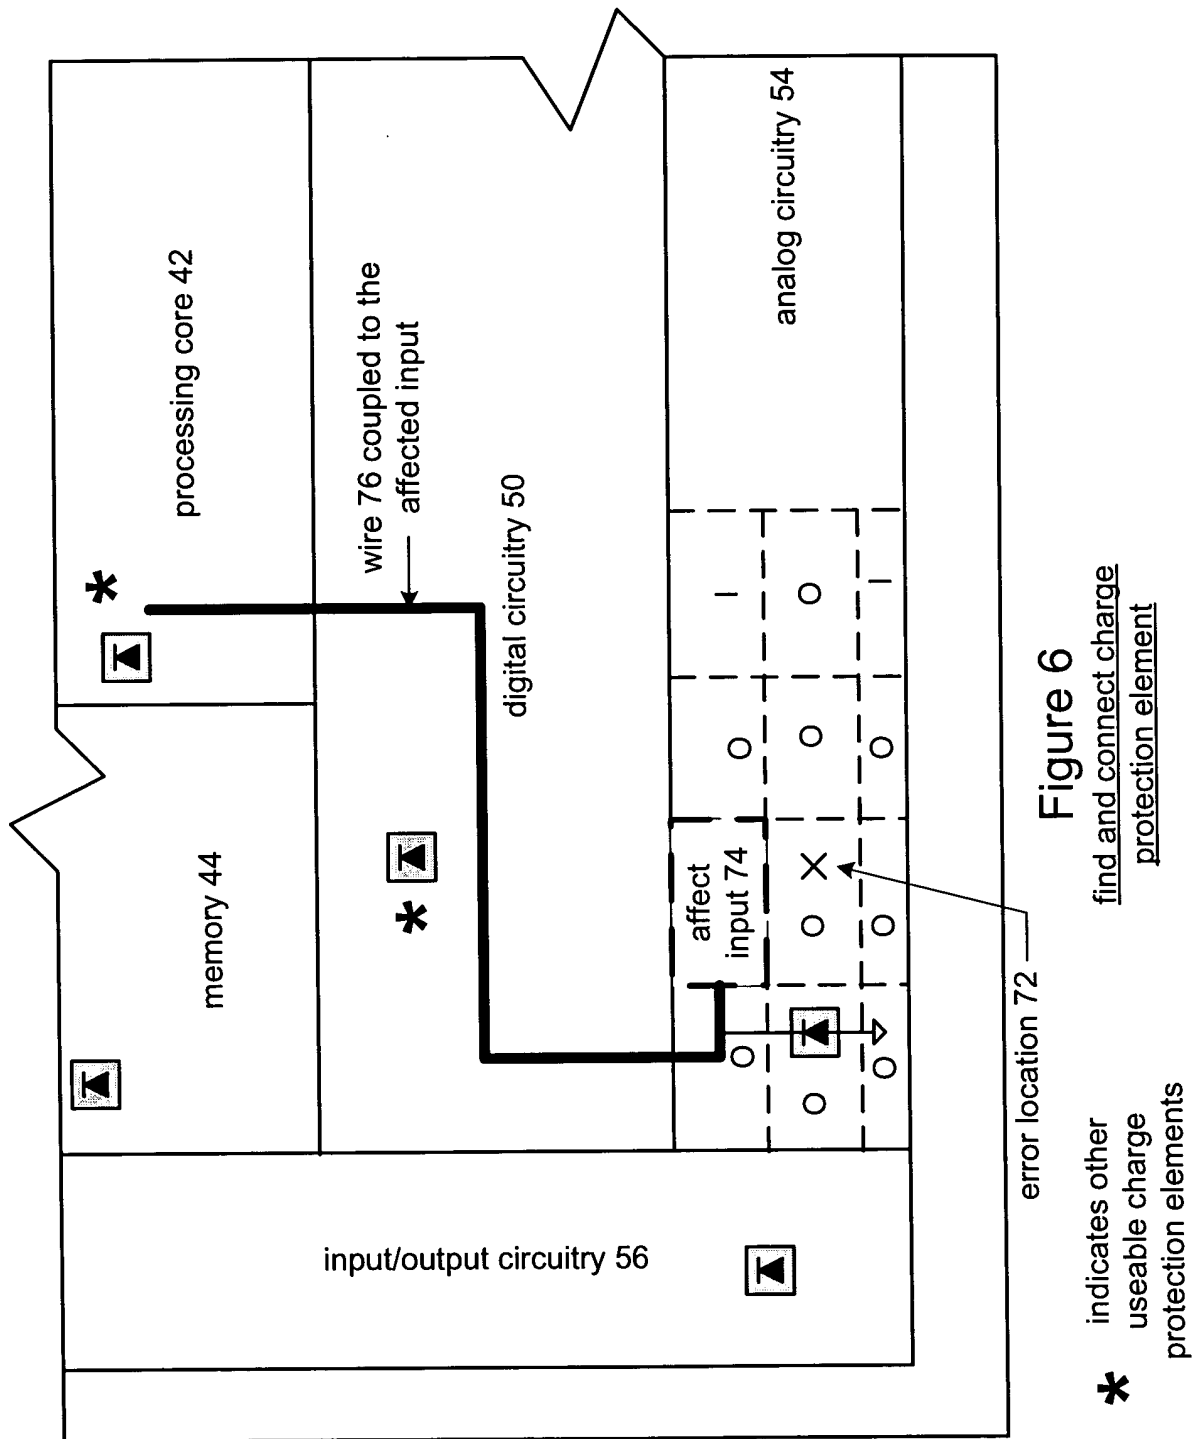 memory 44
processing core 42
wire 76 coupled to the
affected input
digital circuitry 50
input/output circuitry 56
affect
input 74
analog circuitry 54
error location 72
Figure 6
find and connect charge
protection element
* indicates other
useable charge
protection elements